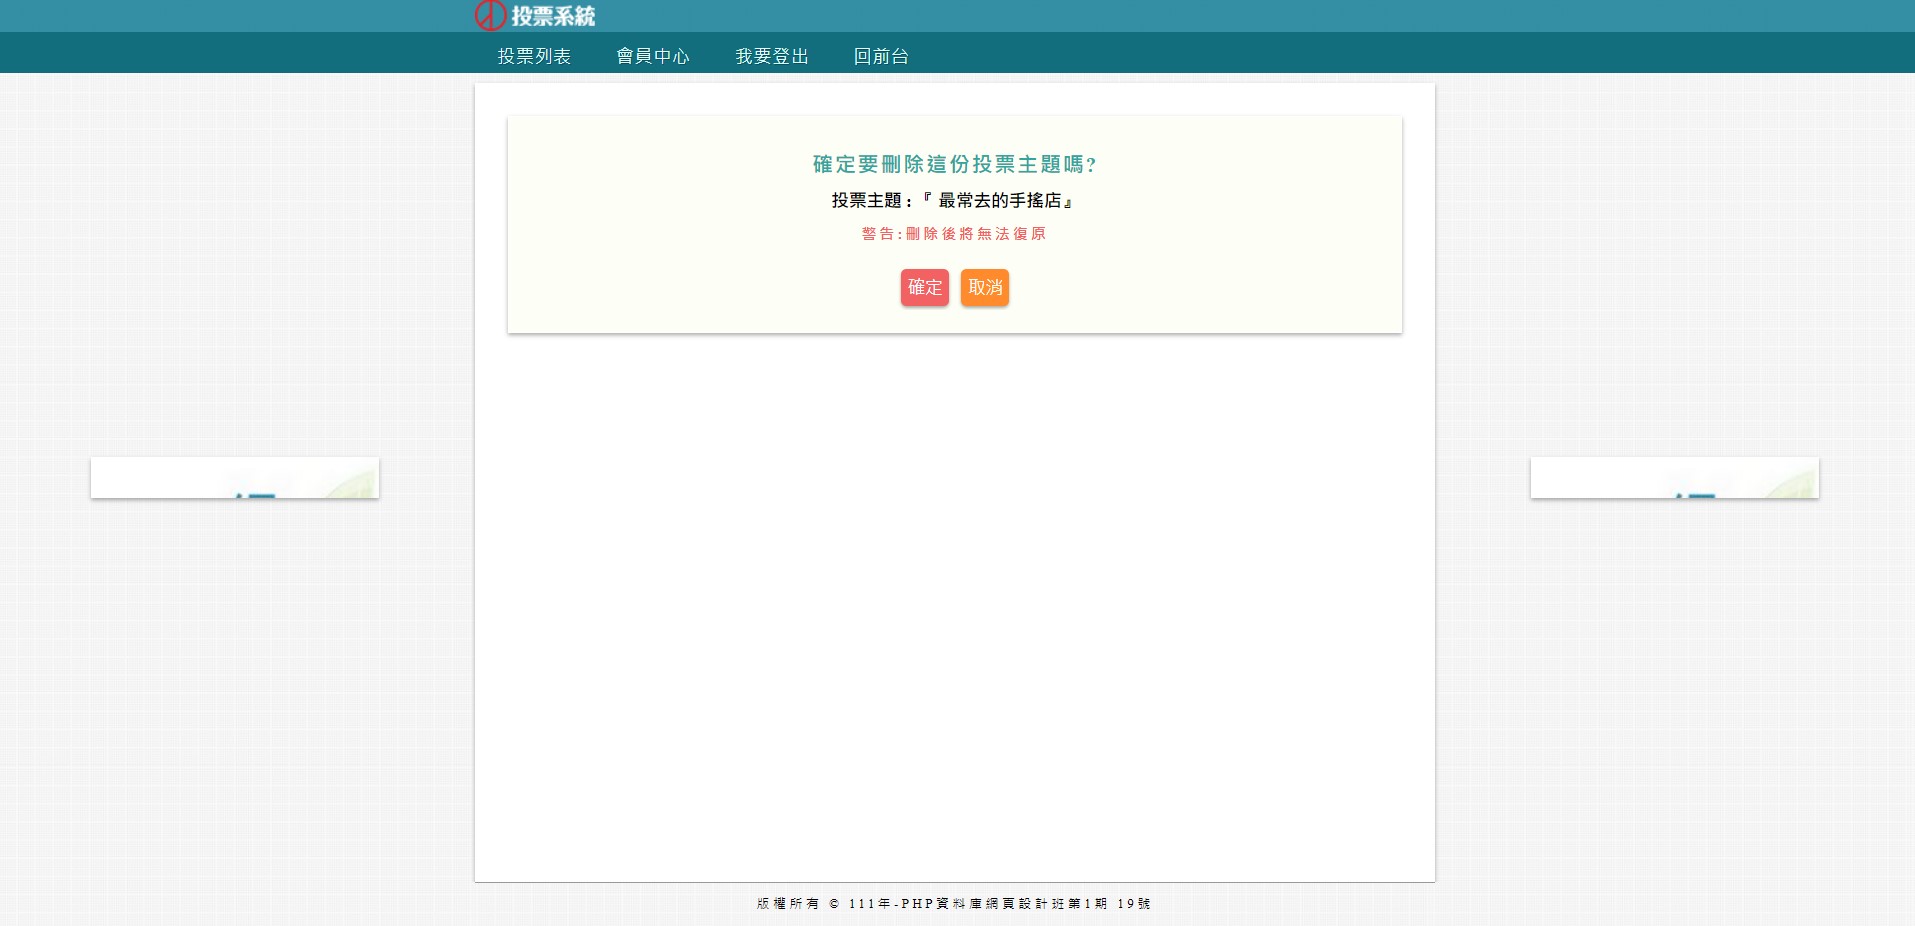 投票系統
投票列表 會員中心 我要登出 回前台
確定要刪除這份投票主題嗎?
投票主題 : 『 最常去的手搖店』
警告:刪除後將無法復原
確定 取消
版權所有 © 111年-PHP資料庫網頁設計班第1期 19號